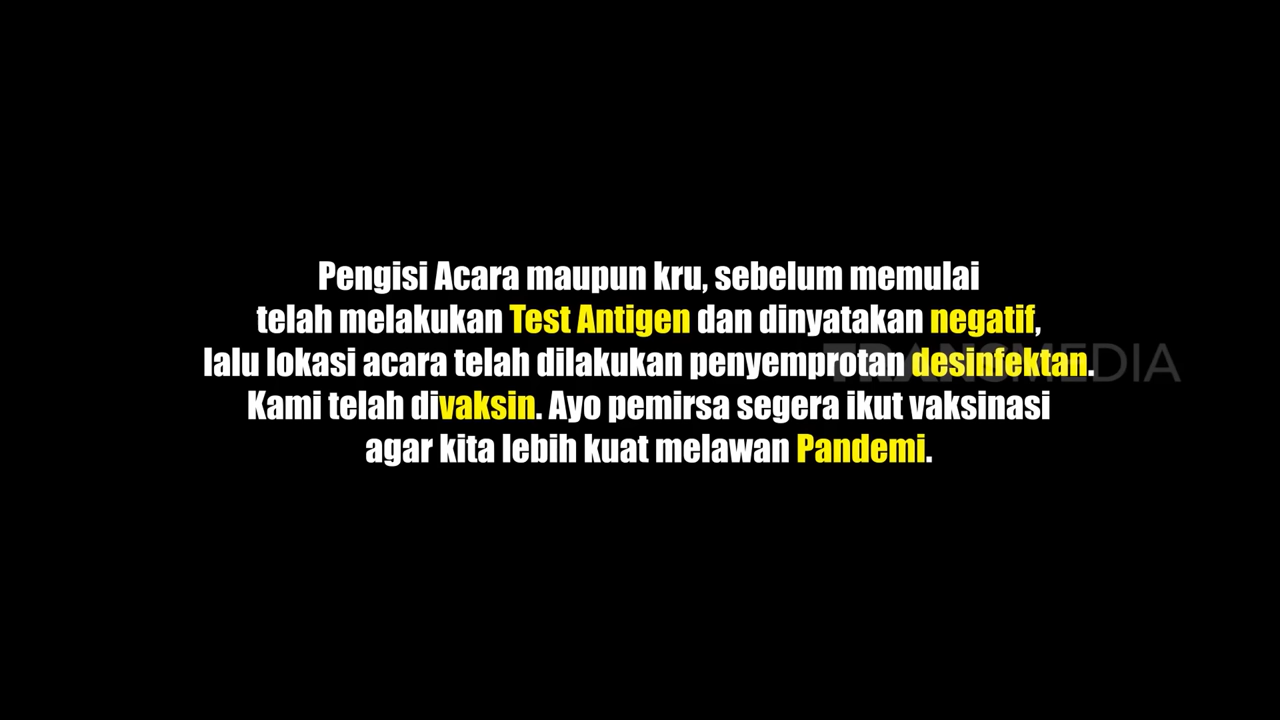 Pengisi Acara maupun kru, sebelum memulai
telah melakukan Test Antigen dan dinyatakan negatif,
lalu lokasi acara telah dilakukan penyemprotan desinfektan.
Kami telah divaksin. Ayo pemirsa segera ikut vaksinasi
agar kita lebih kuat melawan Pandemi.
TRANSMEDIA